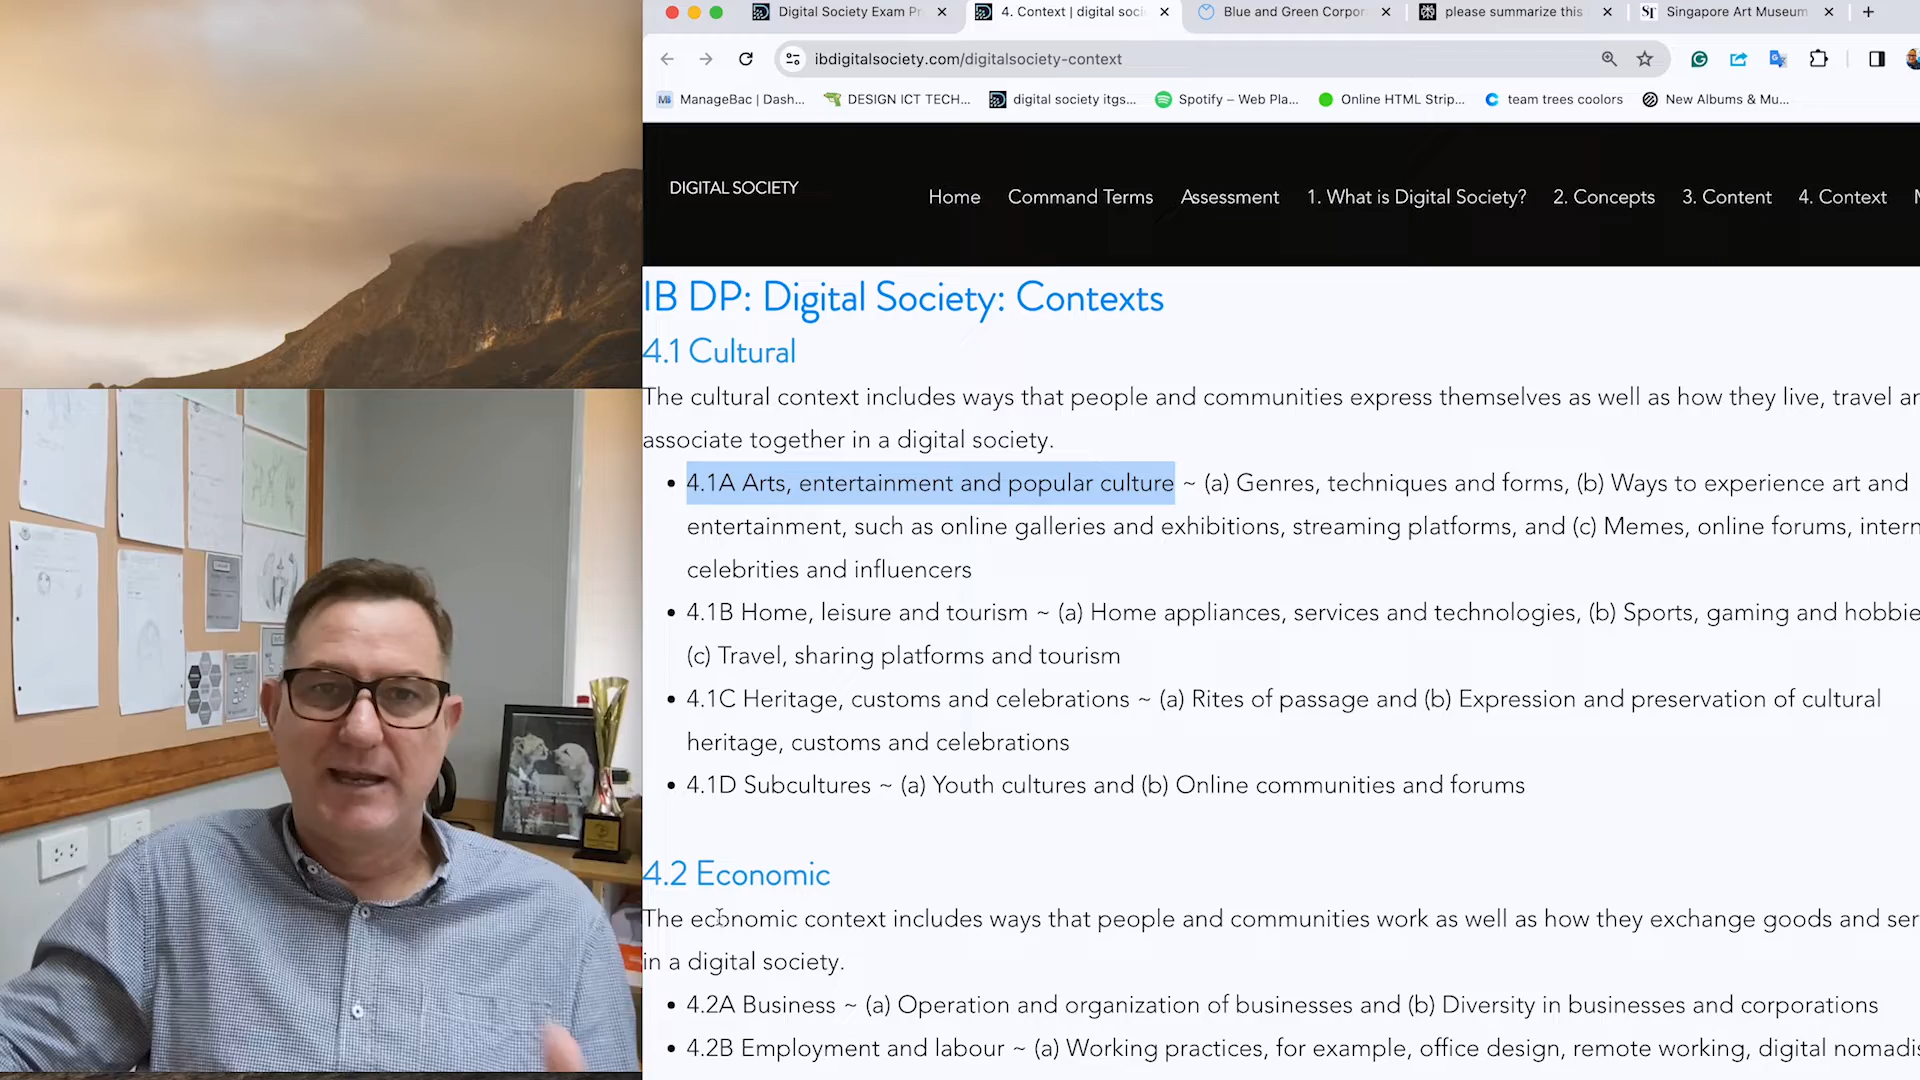 Digital Society Exam Pr
4. Context | digital soci
Blue and Green Corpor
please summarize this
Singapore Art Museum
ibdigitalsociety.com/digitalsociety-context
ManageBac | Dash...
DESIGN ICT TECH...
digital society itgs...
Spotify – Web Pla...
Online HTML Strip...
team trees coolors
New Albums & Mu...
DIGITAL SOCIETY
Home
Command Terms
Assessment
1. What is Digital Society?
2. Concepts
3. Content
4. Context
IB DP: Digital Society: Contexts
4.1 Cultural
The cultural context includes ways that people and communities express themselves as well as how they live, travel an
associate together in a digital society.
• 4.1A Arts, entertainment and popular culture ~ (a) Genres, techniques and forms, (b) Ways to experience art and
entertainment, such as online galleries and exhibitions, streaming platforms, and (c) Memes, online forums, intern
celebrities and influencers
• 4.1B Home, leisure and tourism ~ (a) Home appliances, services and technologies, (b) Sports, gaming and hobbie
(c) Travel, sharing platforms and tourism
• 4.1C Heritage, customs and celebrations ~ (a) Rites of passage and (b) Expression and preservation of cultural
heritage, customs and celebrations
• 4.1D Subcultures ~ (a) Youth cultures and (b) Online communities and forums
4.2 Economic
The economic context includes ways that people and communities work as well as how they exchange goods and ser
in a digital society.
• 4.2A Business ~ (a) Operation and organization of businesses and (b) Diversity in businesses and corporations
• 4.2B Employment and labour ~ (a) Working practices, for example, office design, remote working, digital nomadis